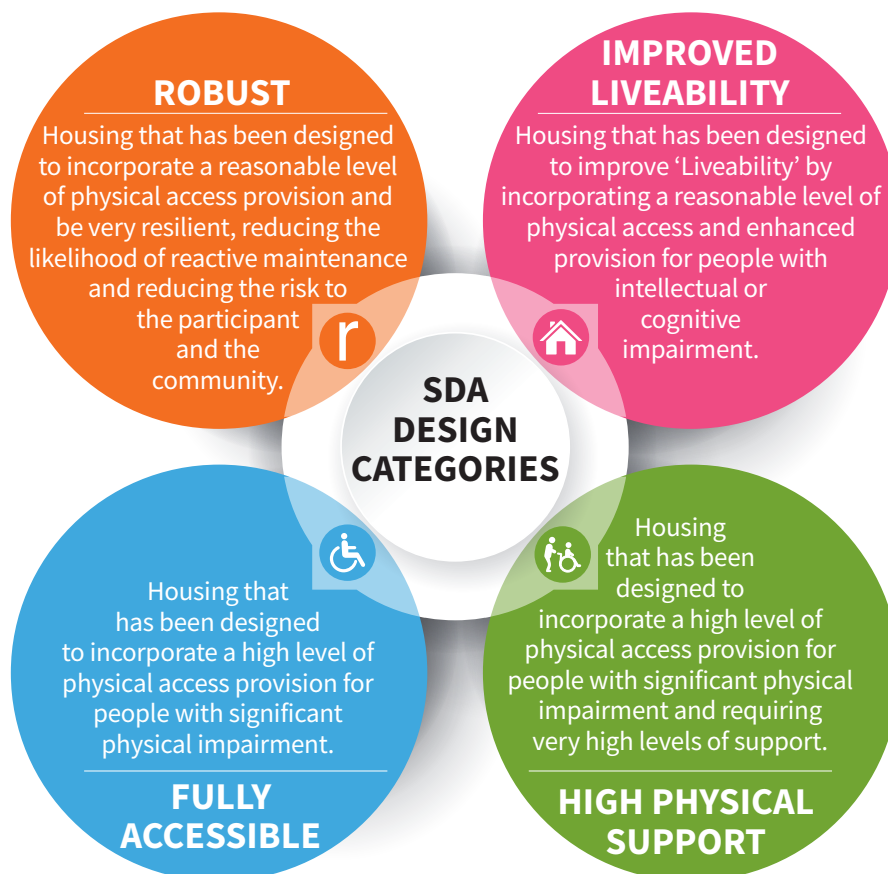 ROBUST
Housing that has been designed
to incorporate a reasonable level
of physical access provision and
be very resilient, reducing the
likelihood of reactive maintenance
and reducing the risk to
the participant
and the
community.
IMPROVED
LIVEABILITY
Housing that has been designed
to improve ‘Liveability’ by
incorporating a reasonable level of
physical access and enhanced
provision for people with
intellectual or
cognitive
impairment.
r
SDA
DESIGN
CATEGORIES
Housing that
has been designed
to incorporate a high level of
physical access provision for
people with significant
physical impairment.
FULLY
ACCESSIBLE
Housing
that has been
designed to
incorporate a high level of
physical access provision for
people with significant physical
impairment and requiring
very high levels of support.
HIGH PHYSICAL
SUPPORT